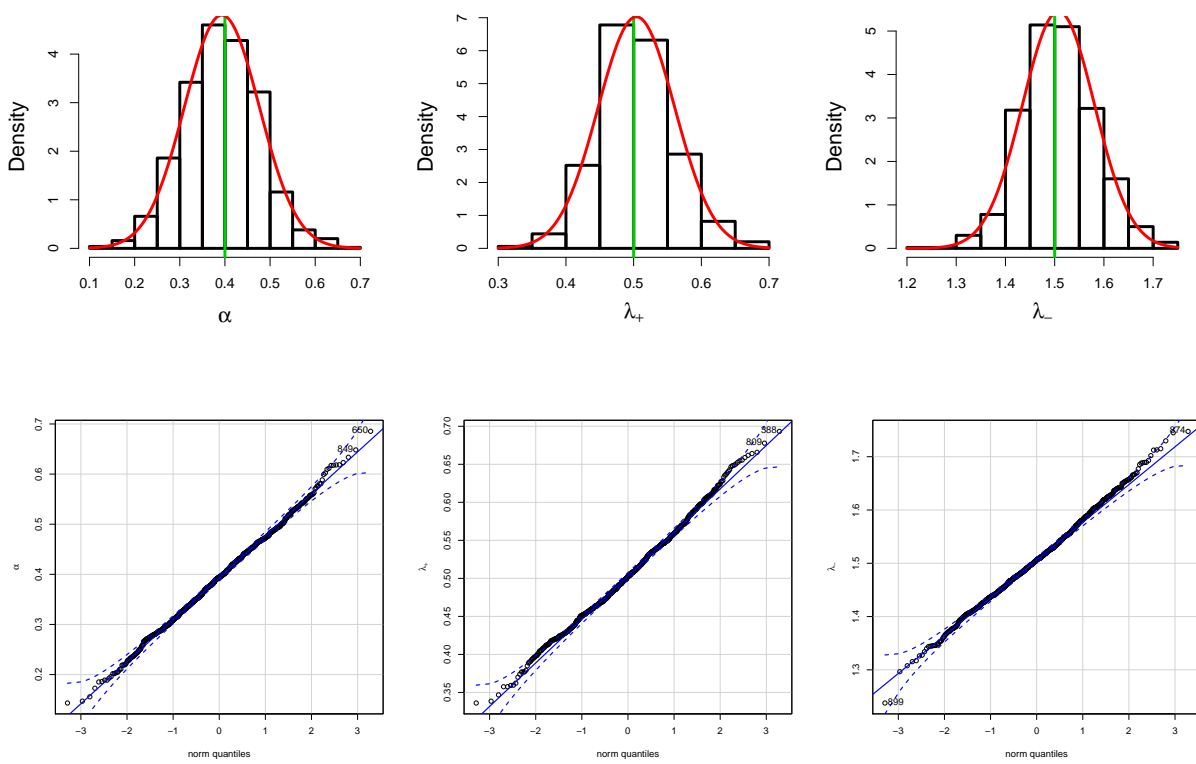 Density
0 1 2 3 4
0.1 0.2 0.3 0.4 0.5 0.6 0.7
α
Density
0 1 2 3 4 5 6 7
0.3 0.4 0.5 0.6 0.7
λ+
Density
0 1 2 3 4 5
1.2 1.3 1.4 1.5 1.6 1.7
λ−
α
0.2 0.3 0.4 0.5 0.6 0.7
650
849
−3 −2 −1 0 1 2 3
norm quantiles
λ+
0.35 0.40 0.45 0.50 0.55 0.60 0.65 0.70
388
809
−3 −2 −1 0 1 2 3
norm quantiles
λ−
1.3 1.4 1.5 1.6 1.7
874
899
−3 −2 −1 0 1 2 3
norm quantiles